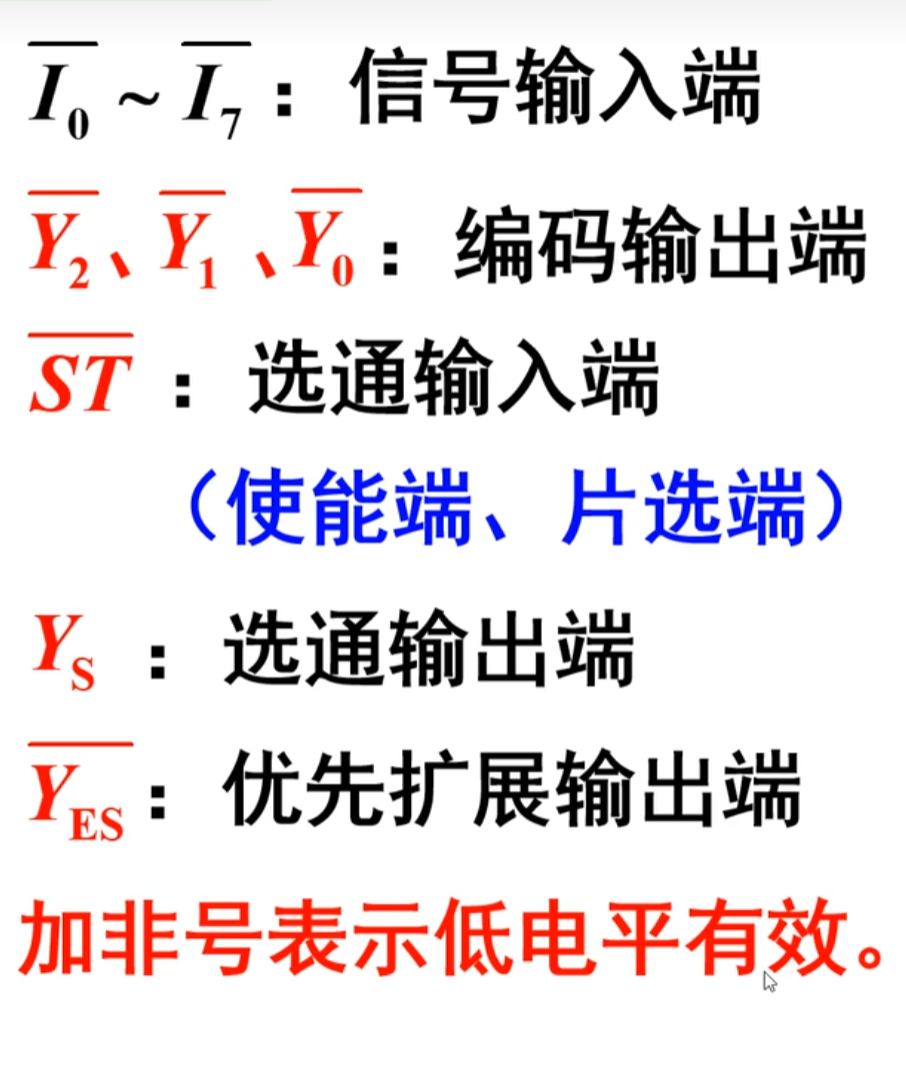 $\overline{I_0}$ ~ $\overline{I_7}$：信号输入端
$\overline{Y_2}$、$\overline{Y_1}$、$\overline{Y_0}$：编码输出端
$\overline{ST}$：选通输入端
（使能端、片选端）
$Y_S$：选通输出端
$\overline{Y_{ES}}$：优先扩展输出端
加非号表示低电平有效。